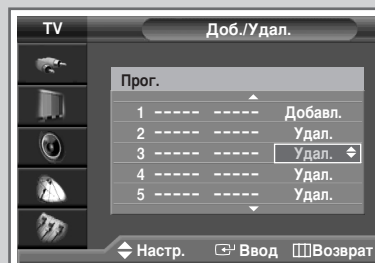 TV Доб./Удал.
Прог.
1 ----- ----- Добавл.
2 ----- ----- Удал.
3 ----- ----- Удал.
4 ----- ----- Удал.
5 ----- ----- Удал.
Настр. Ввод Возврат